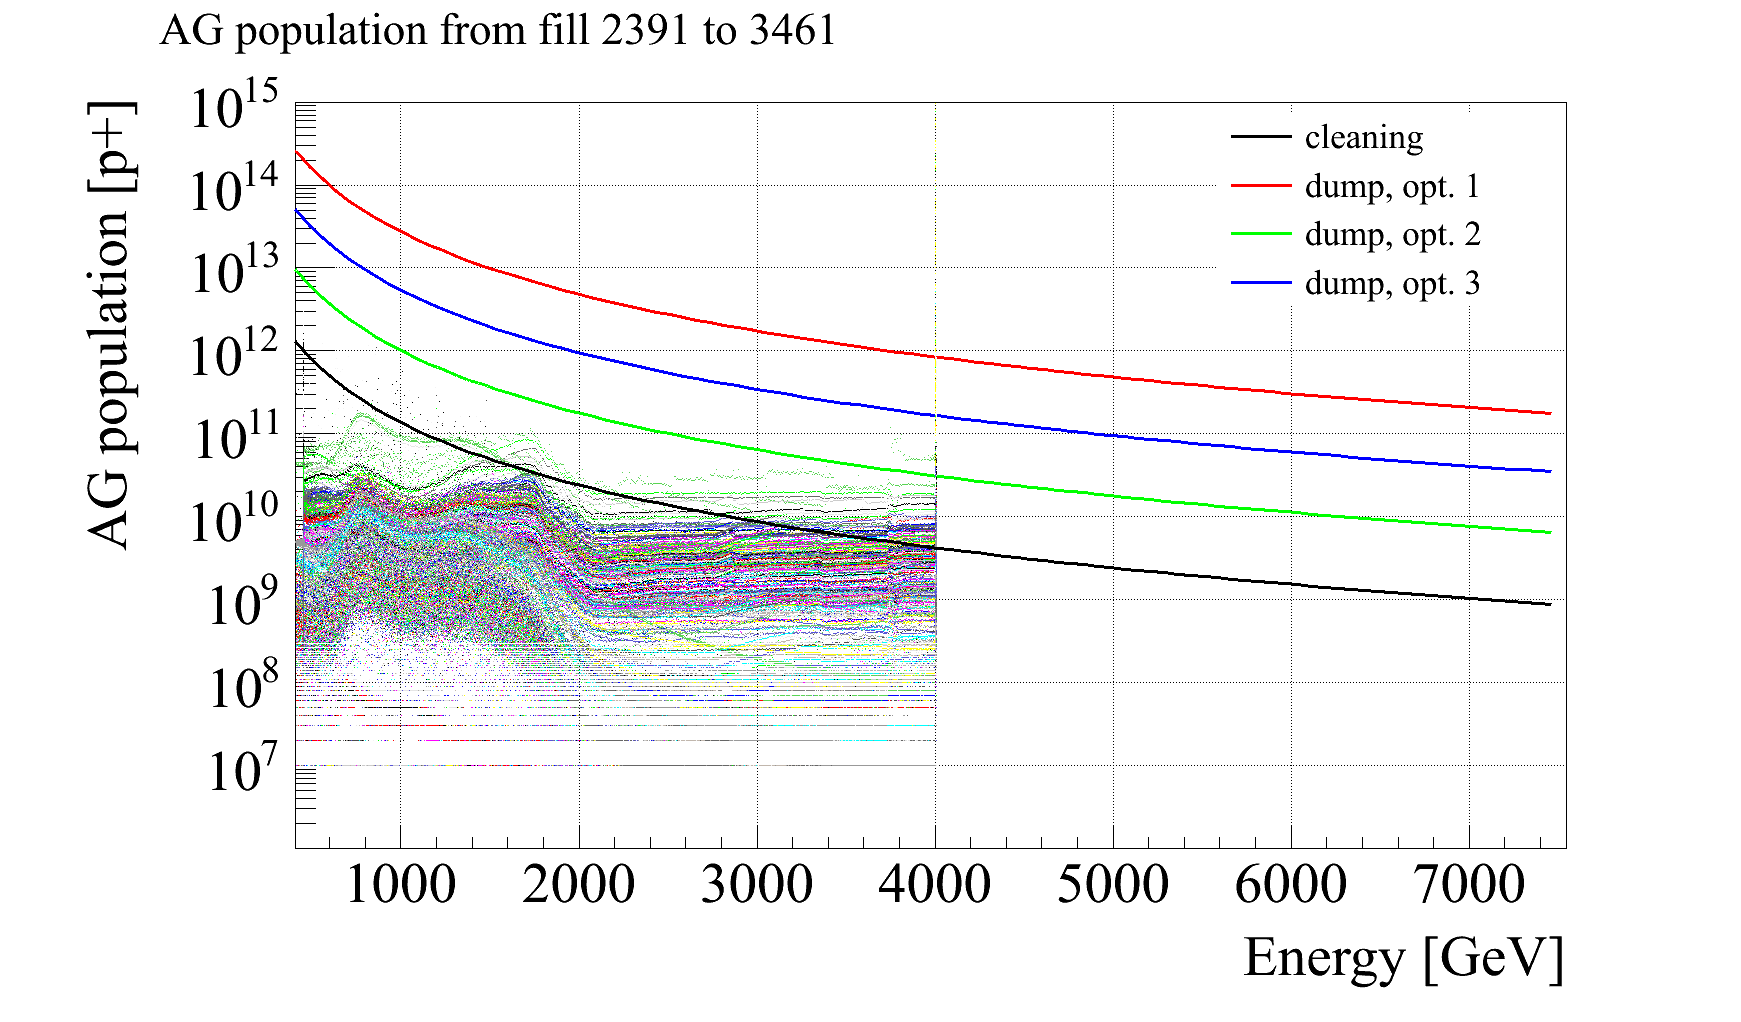 AG population from fill 2391 to 3461
AG population [p+]
10^15
10^14
10^13
10^12
10^11
10^10
10^9
10^8
10^7
cleaning
dump, opt. 1
dump, opt. 2
dump, opt. 3
1000 2000 3000 4000 5000 6000 7000
Energy [GeV]